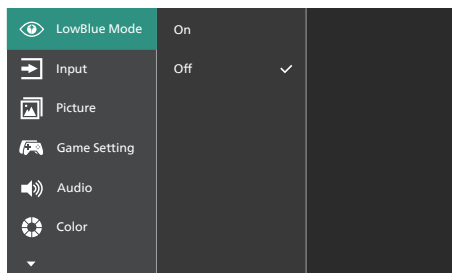 LowBlue Mode
On
Input
Off
Picture
Game Setting
Audio
Color